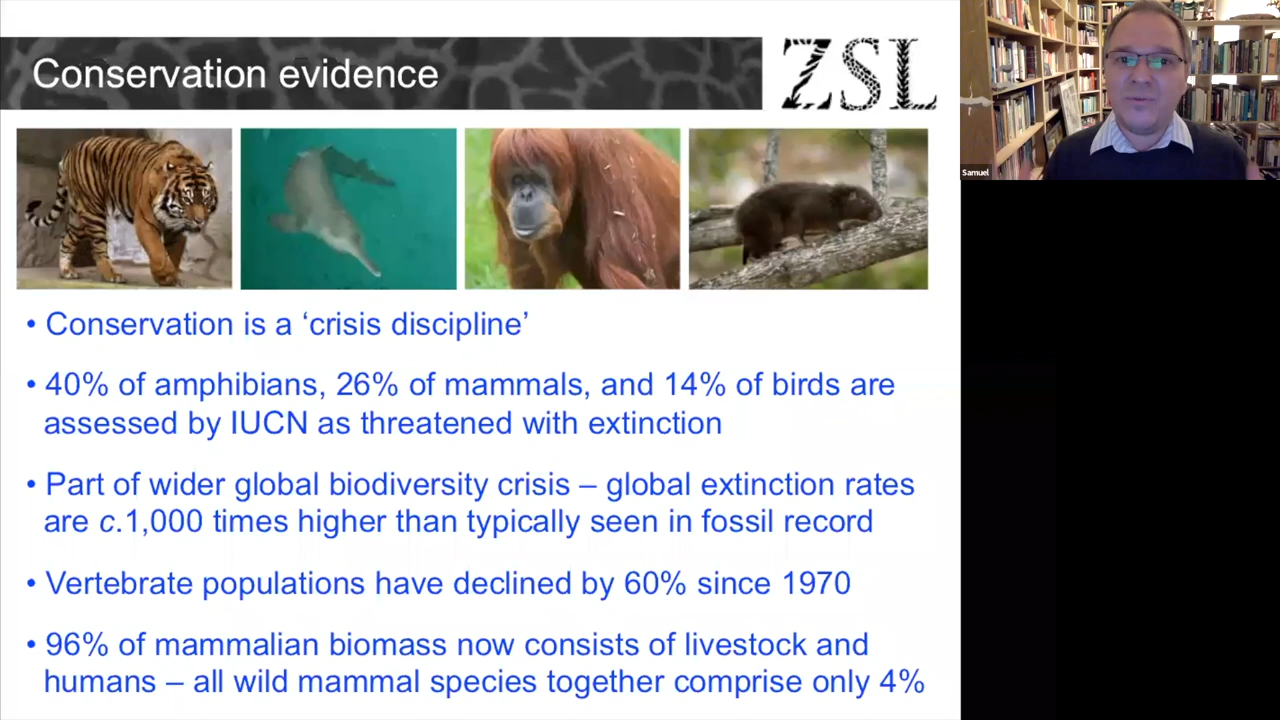 Conservation evidence
ZSL
Samuel
• Conservation is a ‘crisis discipline’
• 40% of amphibians, 26% of mammals, and 14% of birds are
assessed by IUCN as threatened with extinction
• Part of wider global biodiversity crisis – global extinction rates
are c.1,000 times higher than typically seen in fossil record
• Vertebrate populations have declined by 60% since 1970
• 96% of mammalian biomass now consists of livestock and
humans – all wild mammal species together comprise only 4%